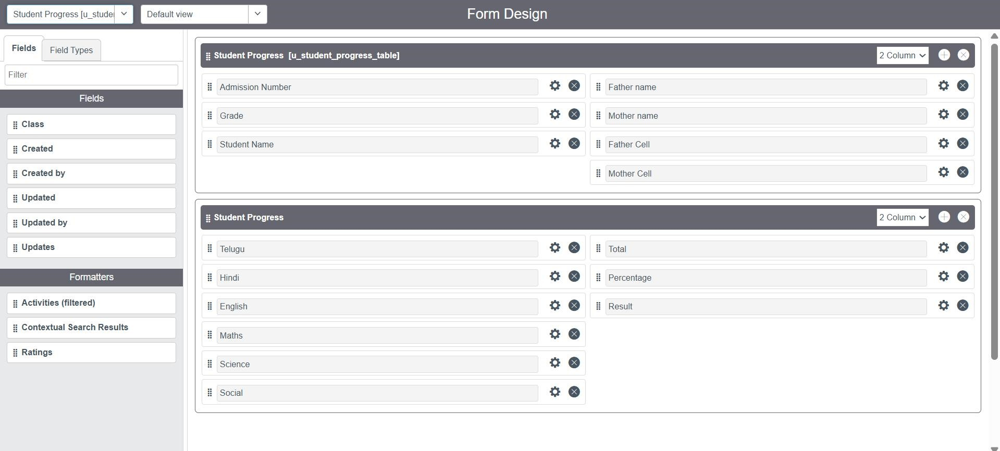 Student Progress [u_studer
Default view
Form Design
Fields
Field Types
Filter
Fields
Class
Created
Created by
Updated
Updated by
Updates
Formatters
Activities (filtered)
Contextual Search Results
Ratings
Student Progress [u_student_progress_table]
2 Column
Admission Number
Father name
Grade
Mother name
Student Name
Father Cell
Mother Cell
Student Progress
2 Column
Telugu
Total
Hindi
Percentage
English
Result
Maths
Science
Social